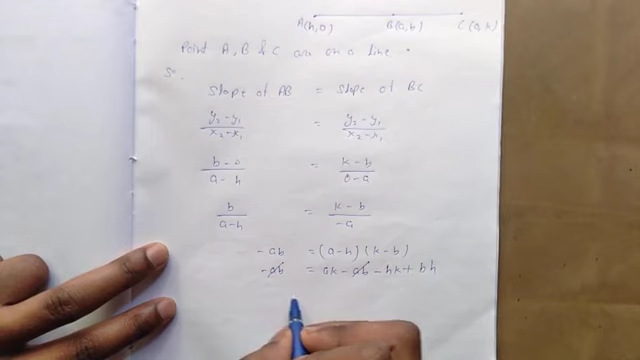 A(h,0) B(a,b) C(0,k)
Point A, B & C are on a line.
So,
Slope of AB = Slope of BC
y₂-y₁/x₂-x₁ = y₂-y₁/x₂-x₁
b-0/a-h = k-b/0-a
b/a-h = k-b/-a
-ab = (a-h)(k-b)
-ab = ak-ab-hk+bh